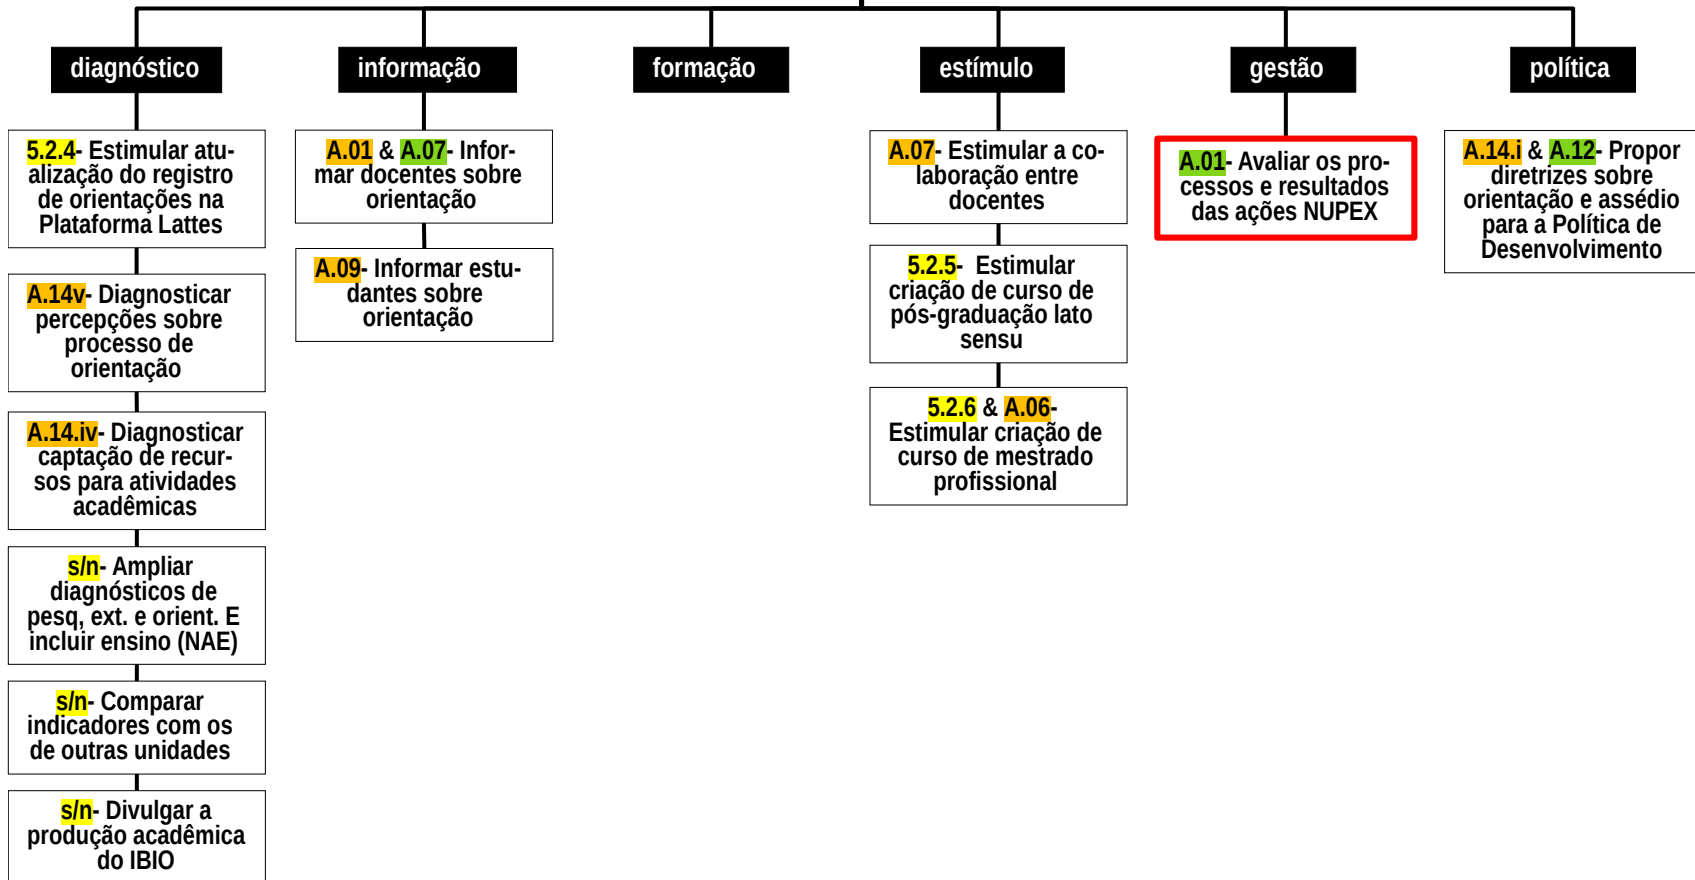 diagnóstico
informação
formação
estímulo
gestão
política
5.2.4- Estimular atu-
alização do registro
de orientações na
Plataforma Lattes
A.14v- Diagnosticar
percepções sobre
processo de
orientação
A.14.iv- Diagnosticar
captação de recur-
sos para atividades
acadêmicas
s/n- Ampliar
diagnósticos de
pesq, ext. e orient. E
incluir ensino (NAE)
s/n- Comparar
indicadores com os
de outras unidades
s/n- Divulgar a
produção acadêmica
do IBIO
A.01 & A.07- Infor-
mar docentes sobre
orientação
A.09- Informar estu-
dantes sobre
orientação
A.07- Estimular a co-
laboração entre
docentes
5.2.5- Estimular
criação de curso de
pós-graduação lato
sensu
5.2.6 & A.06-
Estimular criação de
curso de mestrado
profissional
A.01- Avaliar os pro-
cessos e resultados
das ações NUPEX
A.14.i & A.12- Propor
diretrizes sobre
orientação e assédio
para a Política de
Desenvolvimento